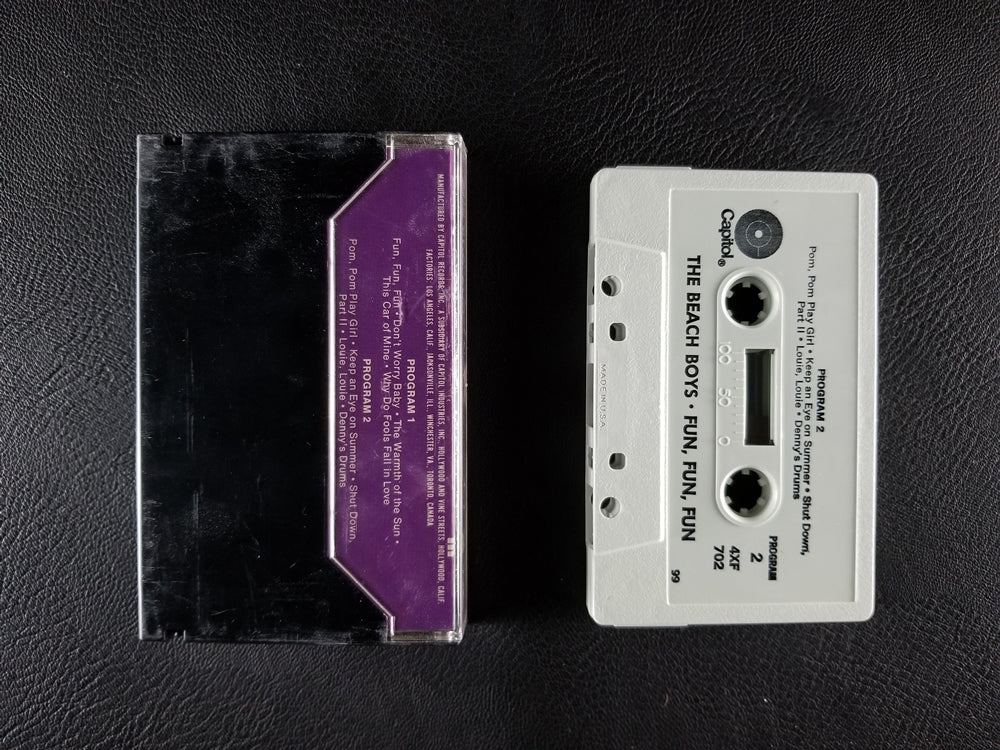 MANUFACTURED BY CAPITOL RECORDS, INC., A SUBSIDIARY OF CAPITOL INDUSTRIES, INC., HOLLYWOOD AND VINE STREETS, HOLLYWOOD, CALIF.
FACTORIES: LOS ANGELES, CALIF., JACKSONVILLE, ILL., WINCHESTER, VA., TORONTO, CANADA
PROGRAM 1
Fun, Fun, Fun • Don't Worry Baby • The Warmth of the Sun •
This Car of Mine • Why Do Fools Fall in Love
PROGRAM 2
Pom, Pom Play Girl • Keep an Eye on Summer • Shut Down,
Part II • Louie, Louie • Denny's Drums
PROGRAM 2
Pom, Pom Play Girl • Keep an Eye on Summer • Shut Down,
Part II • Louie, Louie • Denny's Drums
Capitol®
PROGRAM
2
4XF
702
100 50 0
THE BEACH BOYS • FUN, FUN, FUN
99
MADE IN U.S.A.